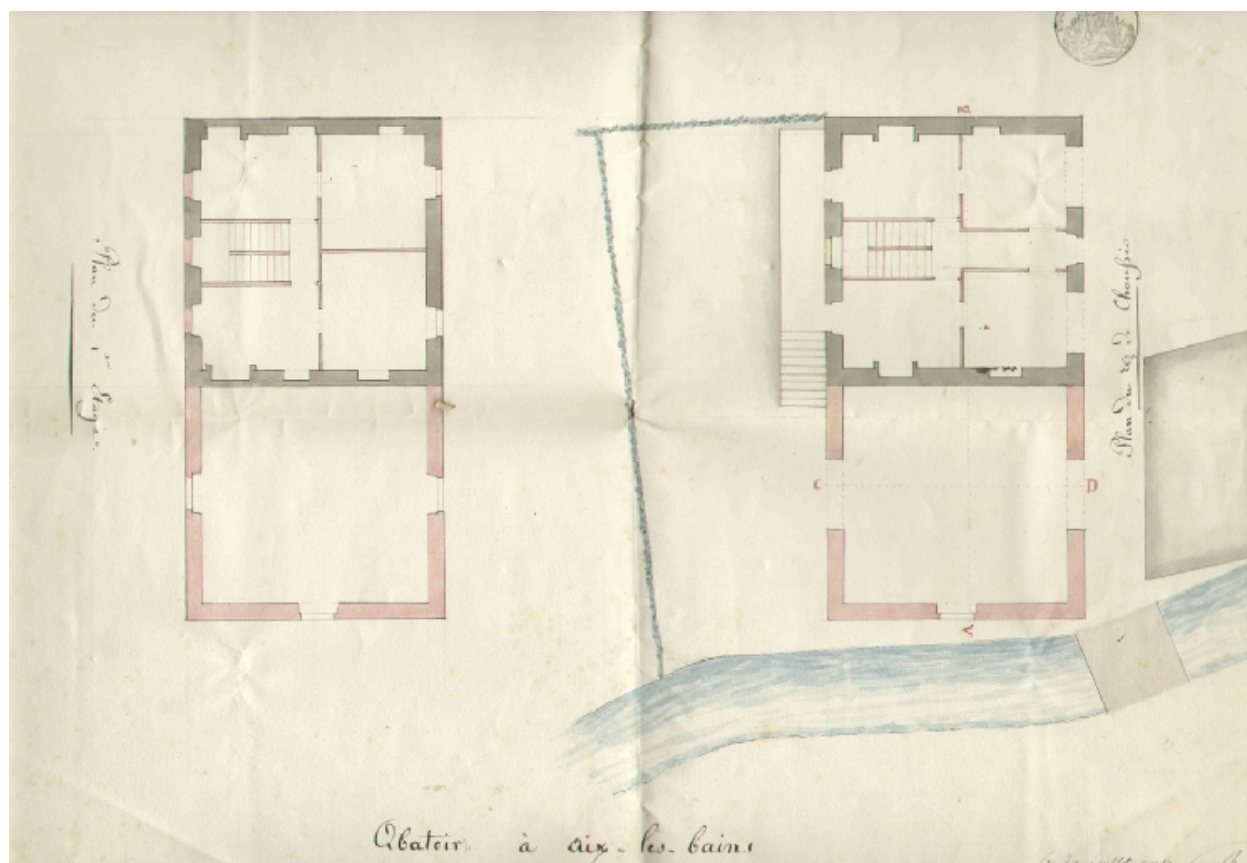 Plan du 1er Etage.
Plan du rez de Chaussée
B
C
D
A
Abatoir à aix-les-bains